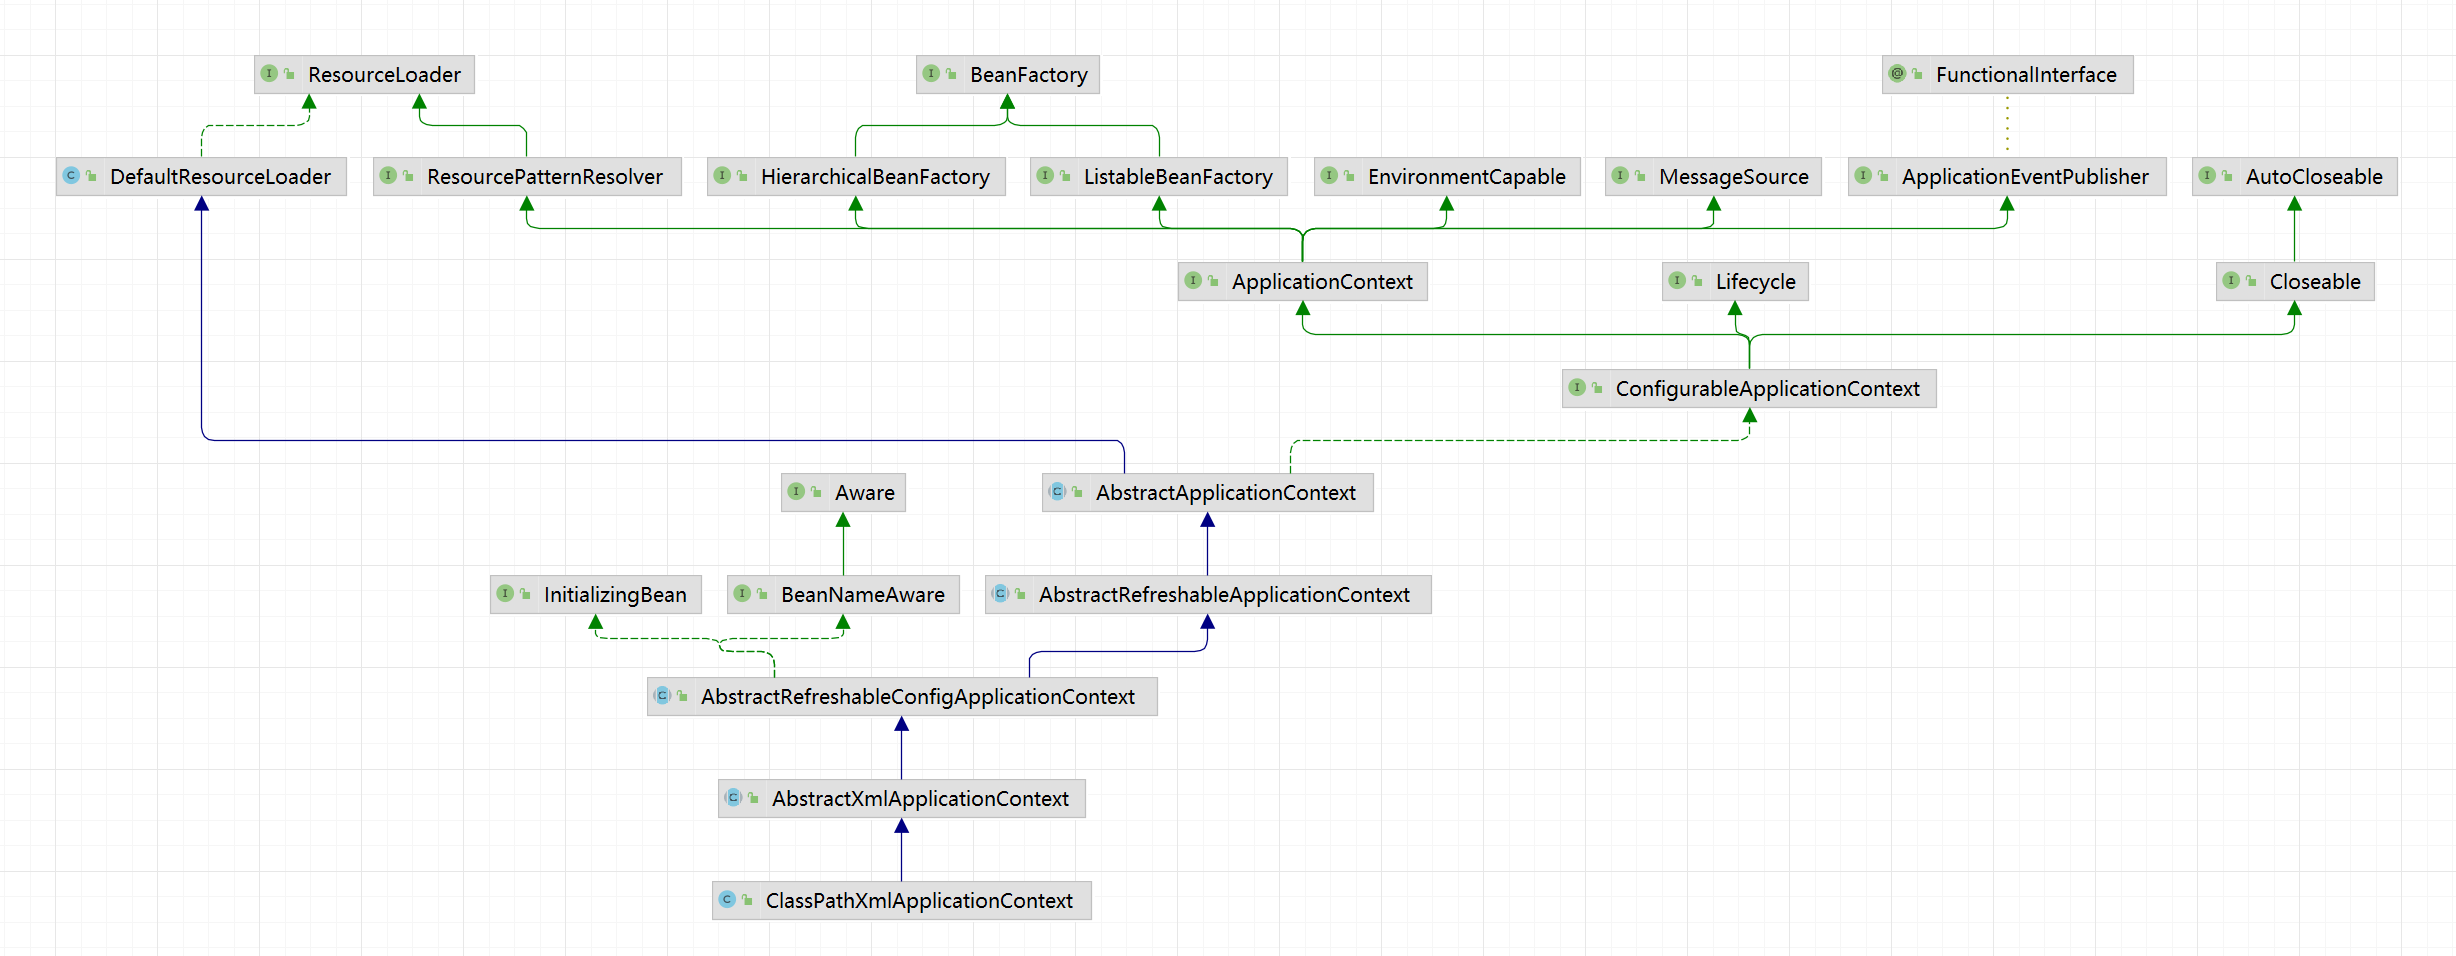 ResourceLoader
BeanFactory
FunctionalInterface
DefaultResourceLoader
ResourcePatternResolver
HierarchicalBeanFactory
ListableBeanFactory
EnvironmentCapable
MessageSource
ApplicationEventPublisher
AutoCloseable
ApplicationContext
Lifecycle
Closeable
ConfigurableApplicationContext
Aware
AbstractApplicationContext
InitializingBean
BeanNameAware
AbstractRefreshableApplicationContext
AbstractRefreshableConfigApplicationContext
AbstractXmlApplicationContext
ClassPathXmlApplicationContext